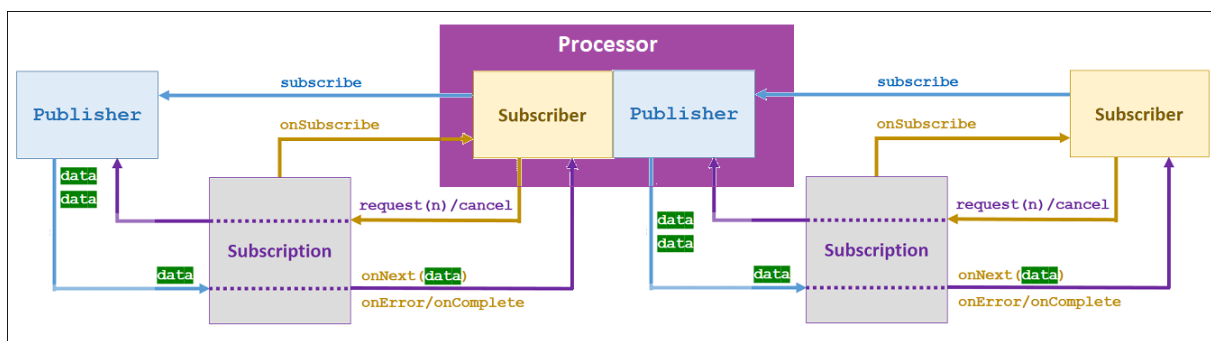 Processor
Publisher
subscribe
Subscriber
Publisher
subscribe
Subscriber
onSubscribe
onSubscribe
data
data
request(n)/cancel
Subscription
data
onNext(data)
onError/onComplete
data
data
request(n)/cancel
Subscription
data
onNext(data)
onError/onComplete